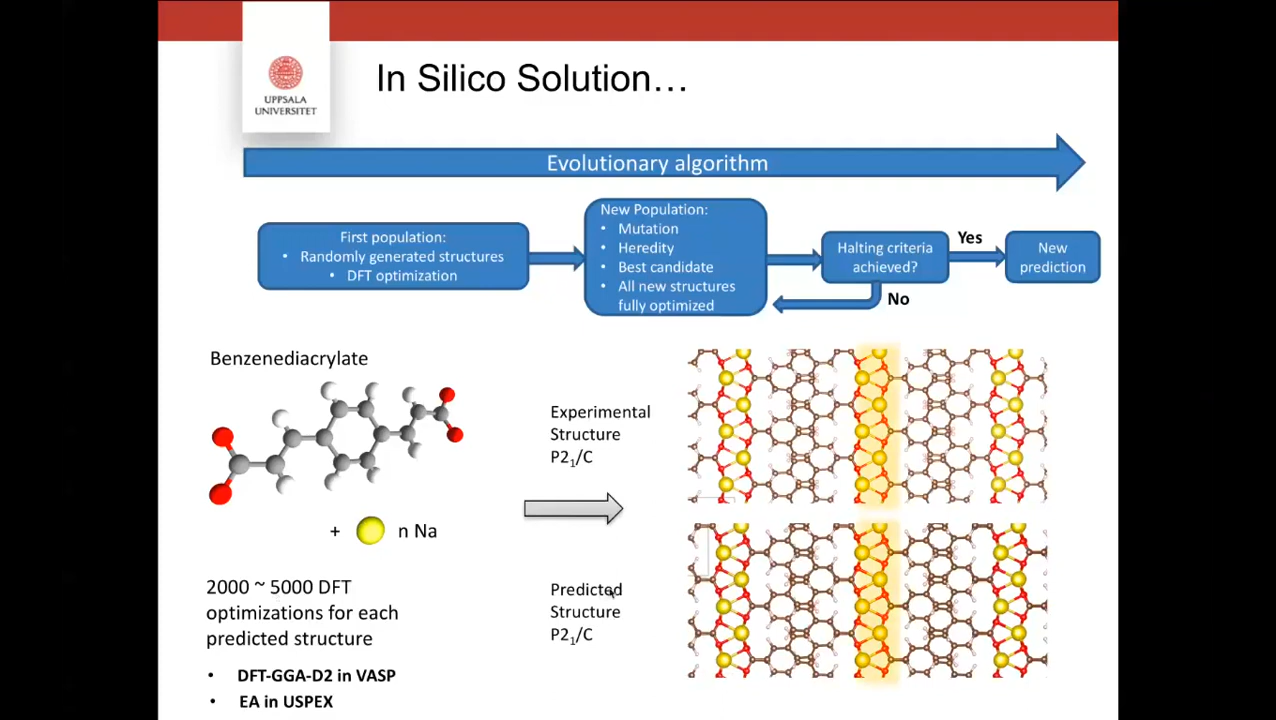 UPPSALA
UNIVERSITET
In Silico Solution…
Evolutionary algorithm
First population:
• Randomly generated structures
• DFT optimization
New Population:
• Mutation
• Heredity
• Best candidate
• All new structures
fully optimized
Halting criteria
achieved?
Yes
No
New
prediction
Benzenediacrylate
+ n Na
2000 ~ 5000 DFT
optimizations for each
predicted structure
• DFT-GGA-D2 in VASP
• EA in USPEX
Experimental
Structure
P2₁/C
Predicted
Structure
P2₁/C